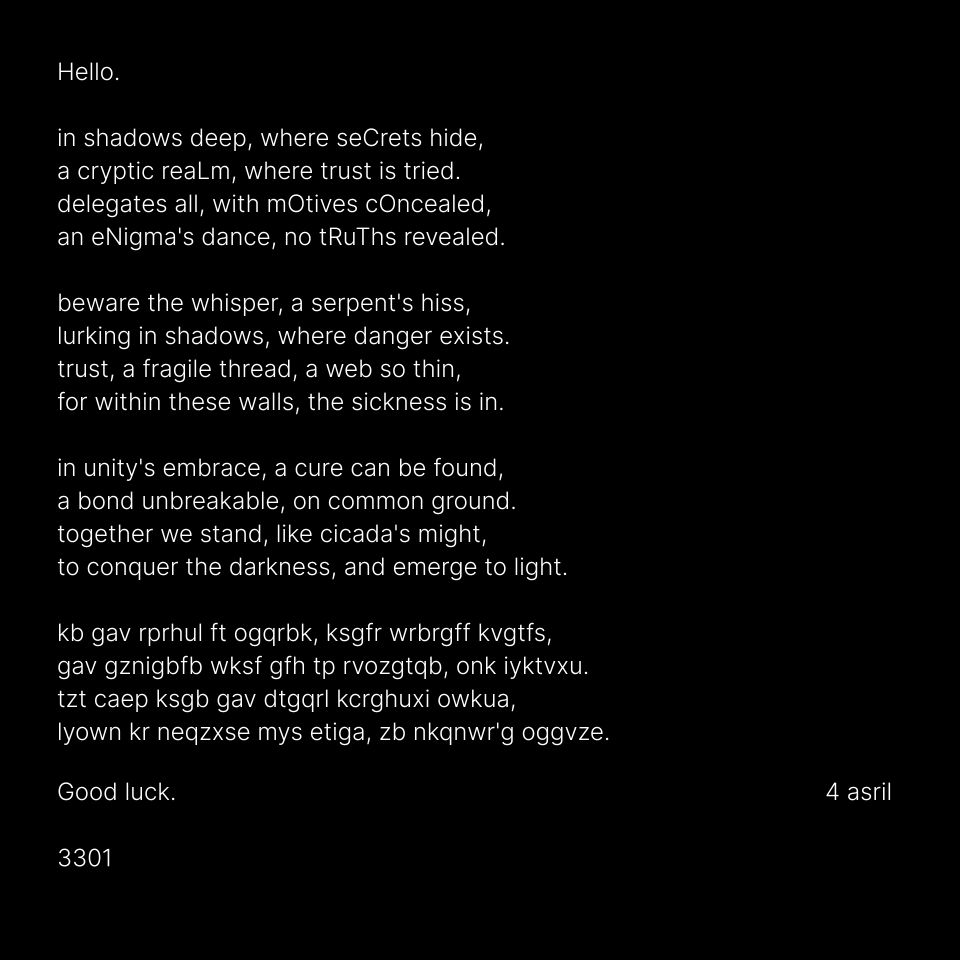 Hello.
in shadows deep, where seCrets hide,
a cryptic reaLm, where trust is tried.
delegates all, with mOtives cOncealed,
an eNigma's dance, no tRuThs revealed.
beware the whisper, a serpent's hiss,
lurking in shadows, where danger exists.
trust, a fragile thread, a web so thin,
for within these walls, the sickness is in.
in unity's embrace, a cure can be found,
a bond unbreakable, on common ground.
together we stand, like cicada's might,
to conquer the darkness, and emerge to light.
kb gav rprhul ft ogqrbk, ksgfr wrbrgff kvgtfs,
gav gznigbfb wksf gfh tp rvozgtqb, onk iyktvxu.
tzt caep ksgb gav dtgqrl kcrghuxi owkua,
lyown kr neqzxse mys etiga, zb nkqnwr'g oggvze.
Good luck.
4 asril
3301